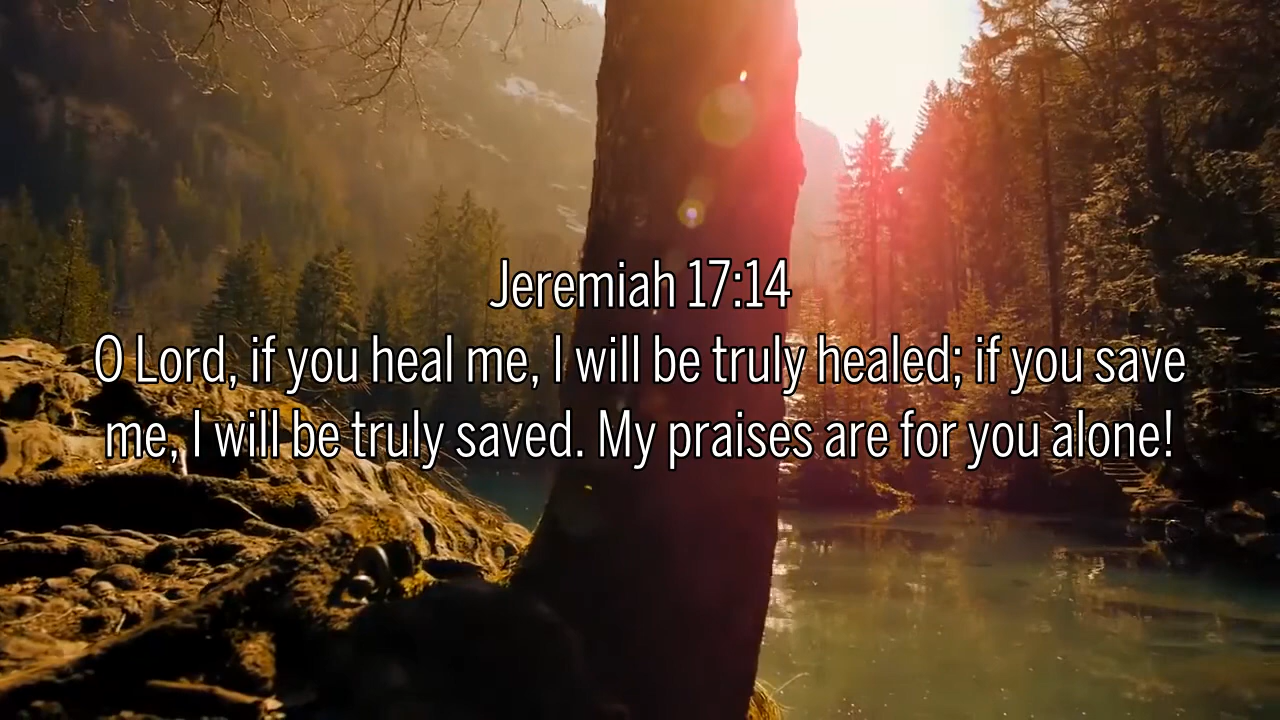 Jeremiah 17:14
O Lord, if you heal me, I will be truly healed; if you save
me, I will be truly saved. My praises are for you alone!